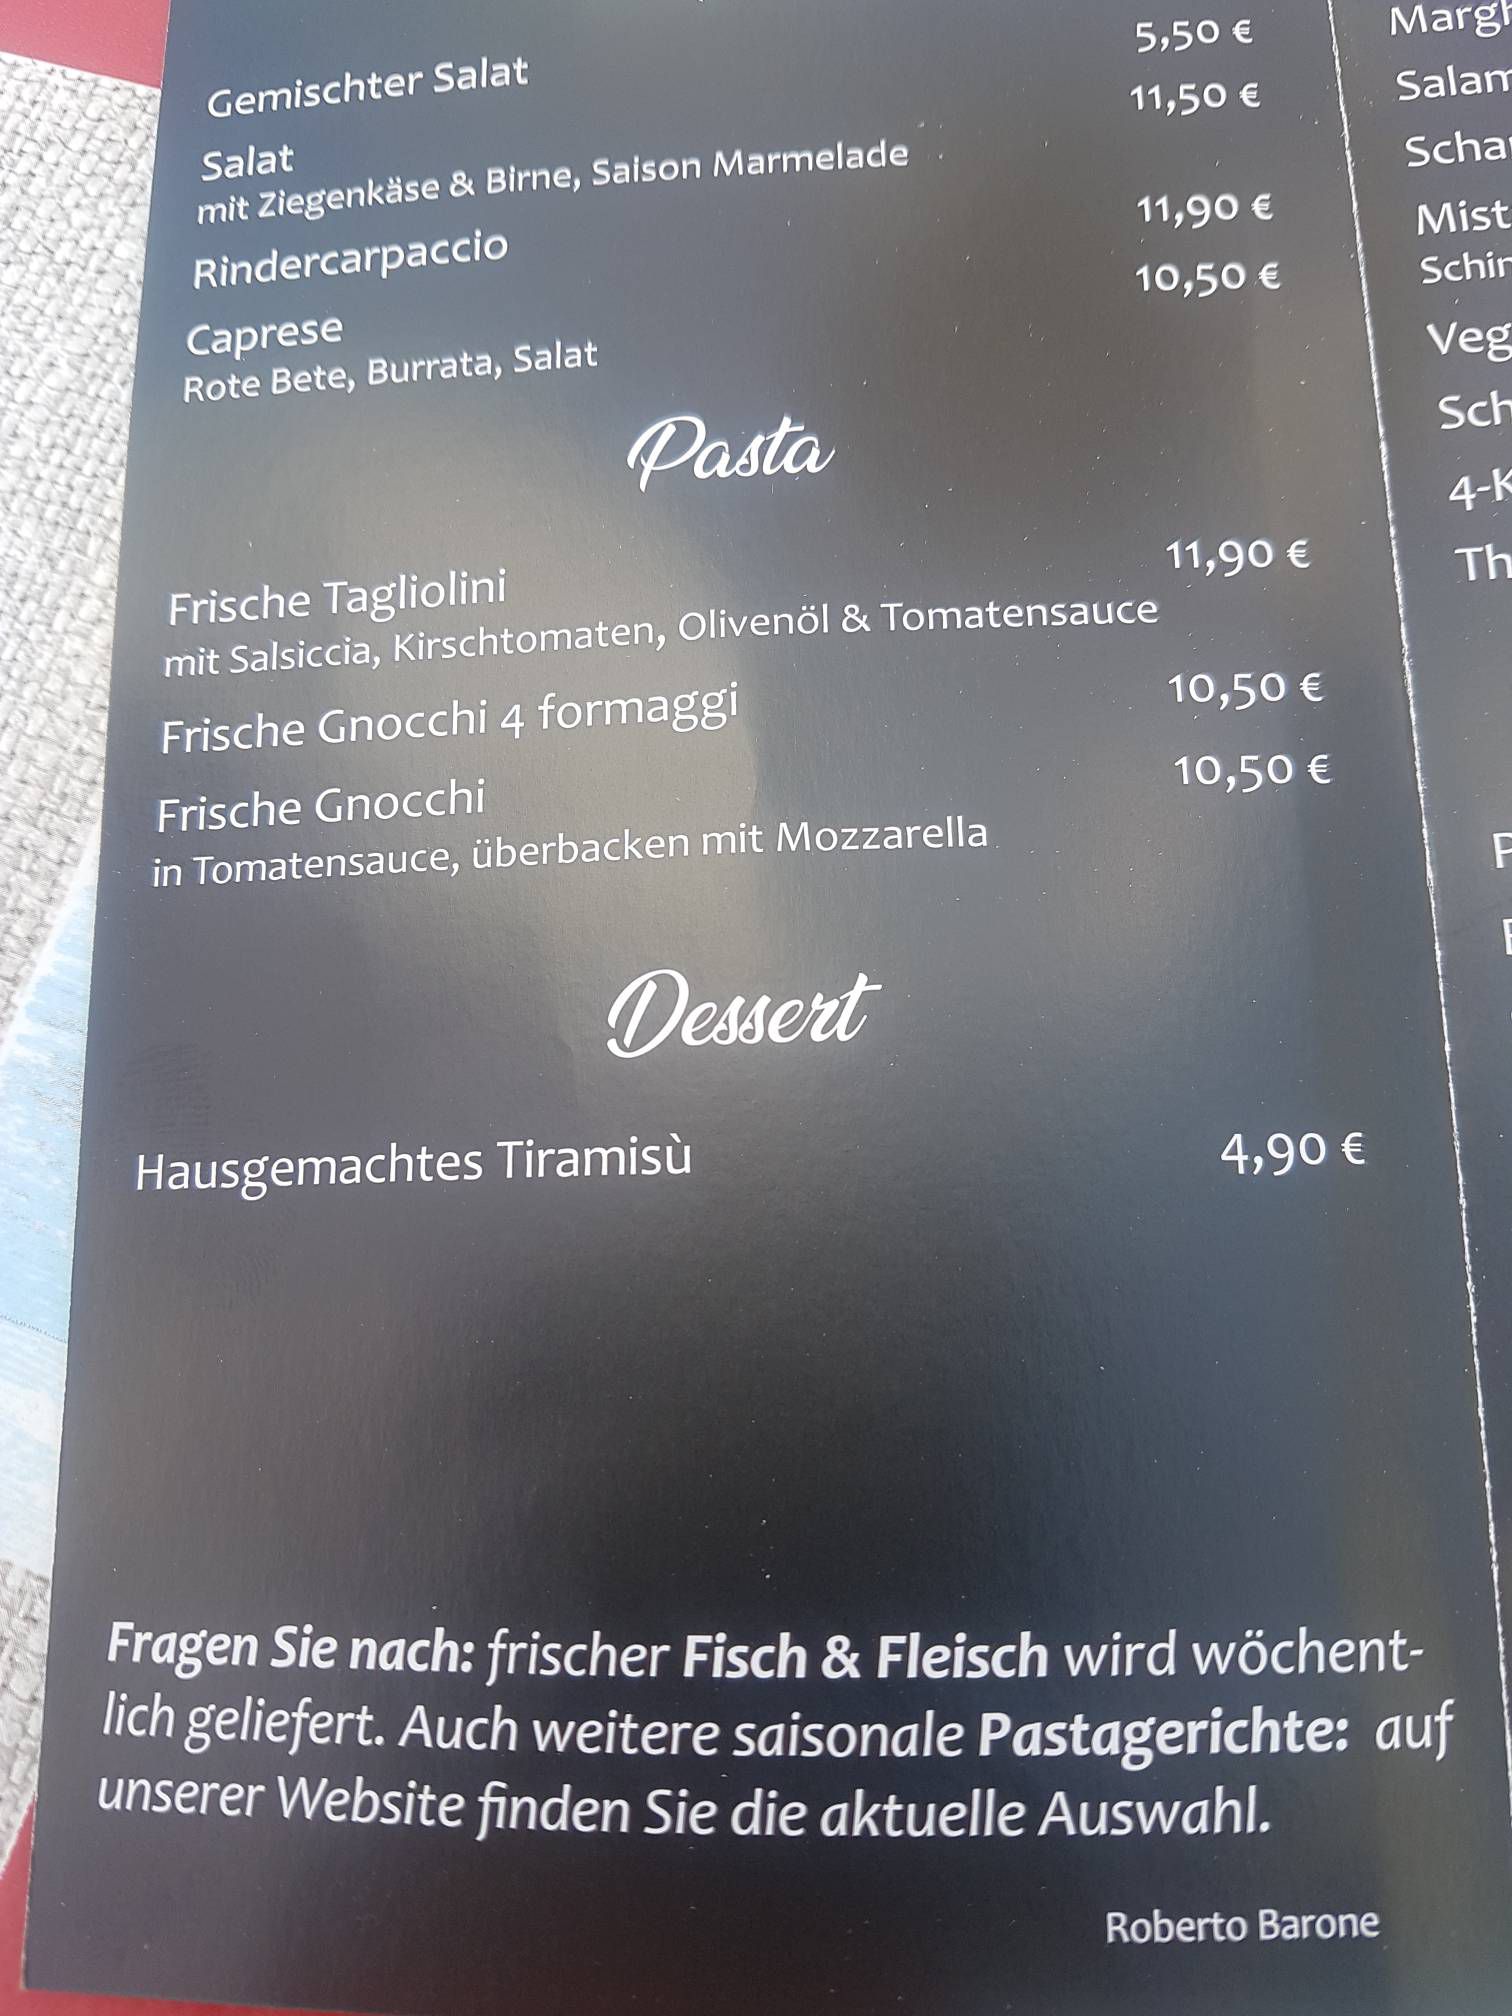 Gemischter Salat 5,50 €
Salat 11,50 €
mit Ziegenkäse & Birne, Saison Marmelade
Rindercarpaccio 11,90 €
Caprese 10,50 €
Rote Bete, Burrata, Salat
Pasta
Frische Tagliolini 11,90 €
mit Salsiccia, Kirschtomaten, Olivenöl & Tomatensauce
Frische Gnocchi 4 formaggi 10,50 €
Frische Gnocchi 10,50 €
in Tomatensauce, überbacken mit Mozzarella
Dessert
Hausgemachtes Tiramisù 4,90 €
Fragen Sie nach: frischer Fisch & Fleisch wird wöchent-
lich geliefert. Auch weitere saisonale Pastagerichte: auf
unserer Website finden Sie die aktuelle Auswahl.
Roberto Barone